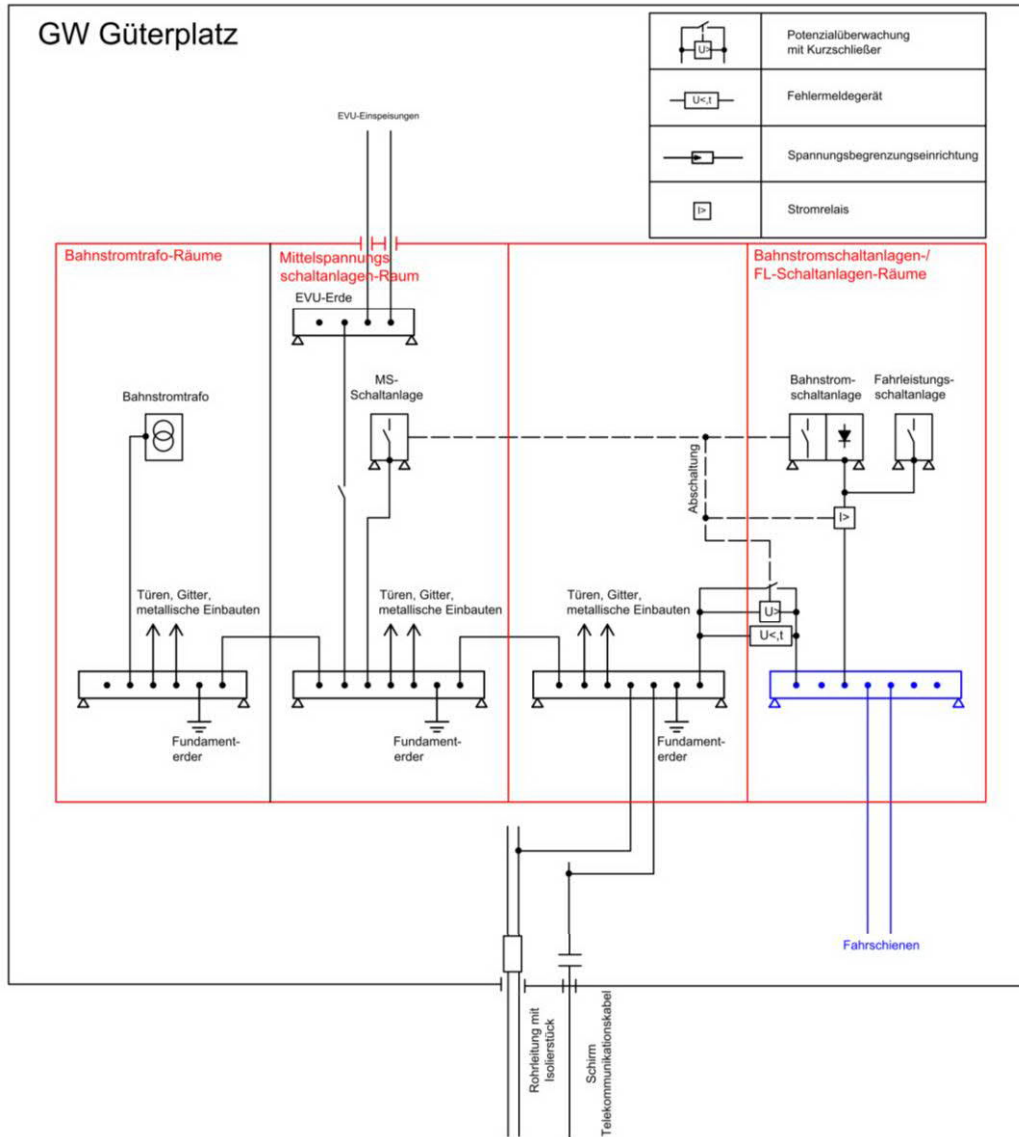 GW Güterplatz
U>
Potenzialüberwachung
mit Kurzschließer
U<,t
Fehlermeldegerät
Spannungsbegrenzungseinrichtung
I>
Stromrelais
EVU-Einspeisungen
Bahnstromtrafo-Räume
Mittelspannungs
schaltanlagen-Raum
Bahnstromschaltanlagen-/
FL-Schaltanlagen-Räume
EVU-Erde
Bahnstromtrafo
MS-
Schaltanlage
Bahnstrom-
schaltanlage
Fahrleistungs-
schaltanlage
Abschaltung
I>
Türen, Gitter,
metallische Einbauten
Türen, Gitter,
metallische Einbauten
Türen, Gitter,
metallische Einbauten
U>
U<,t
Fundament-
erder
Fundament-
erder
Fundament-
erder
Fahrschienen
Rohrleitung mit
Isolierstück
Schirm
Telekommunikationskabel